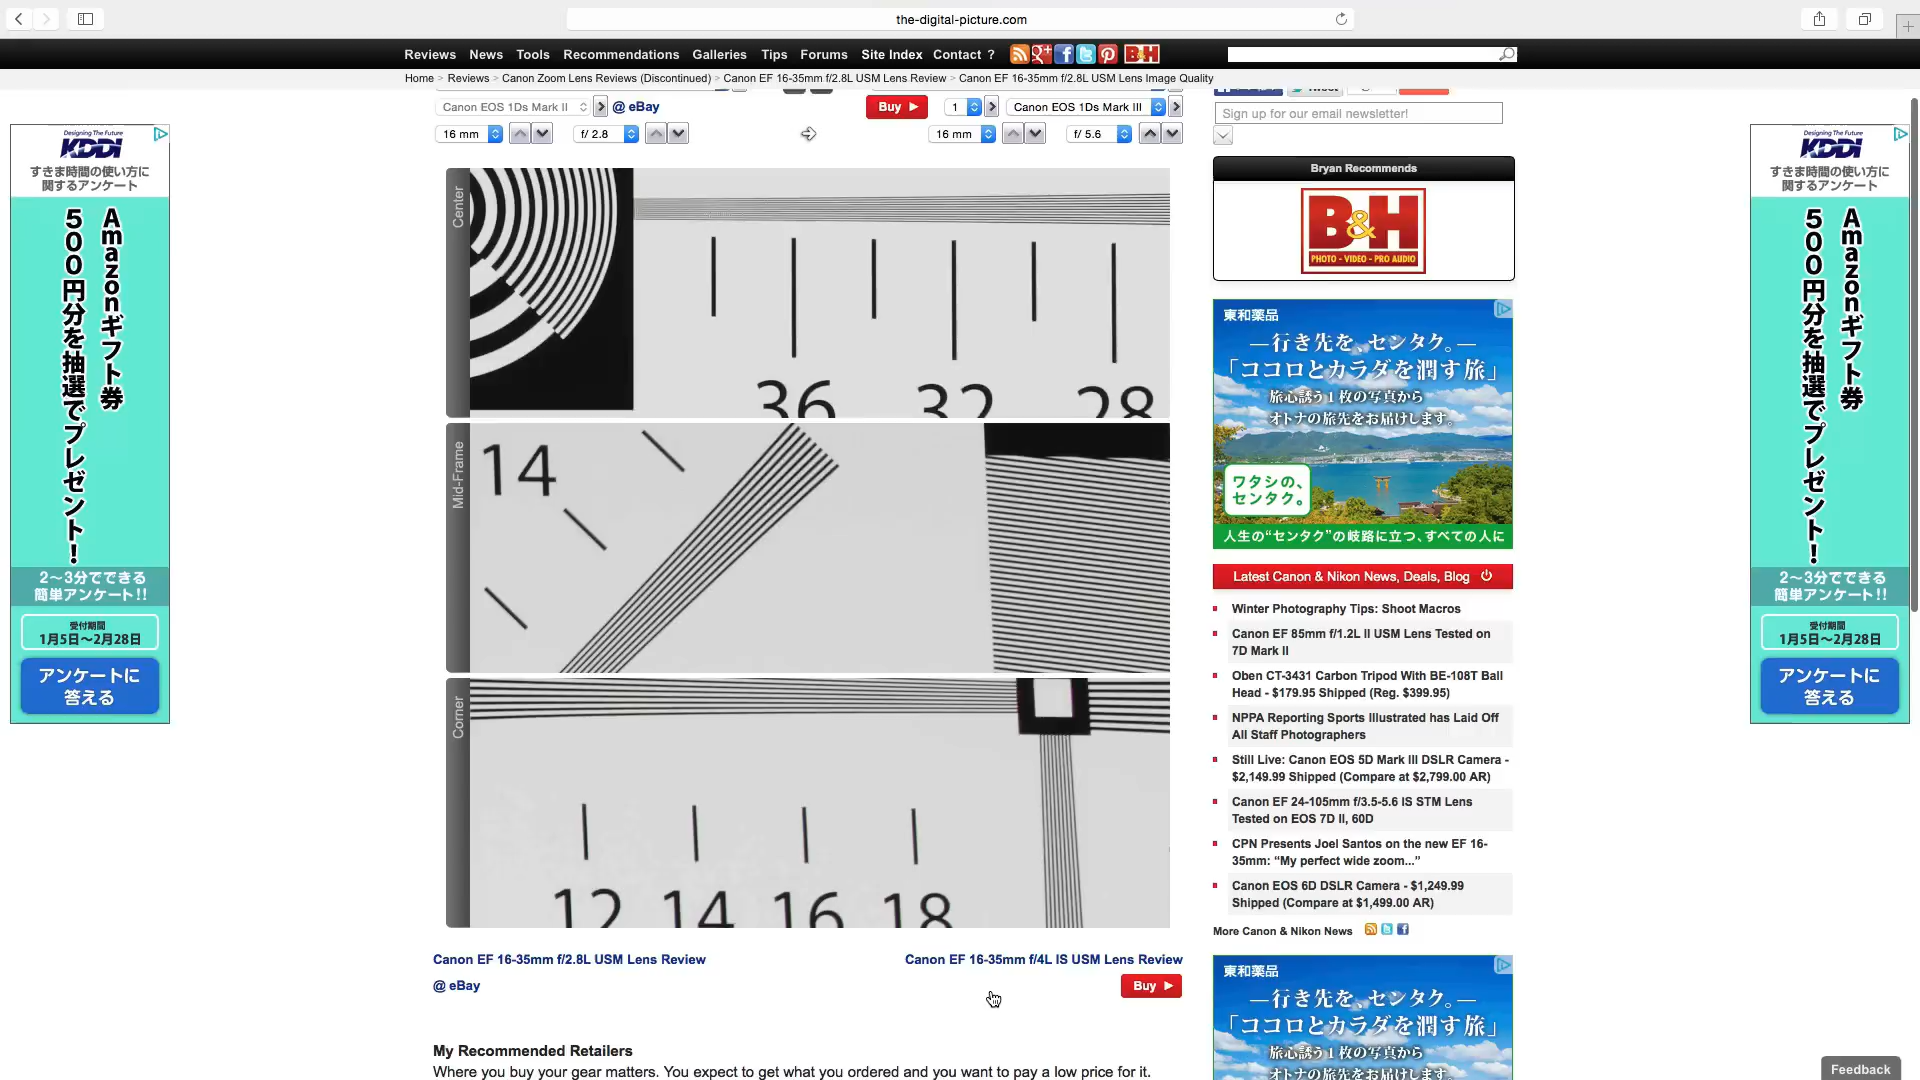 the-digital-picture.com
Reviews News Tools Recommendations Galleries Tips Forums Site Index Contact ? B&H
Home > Reviews > Canon Zoom Lens Reviews (Discontinued) > Canon EF 16-35mm f/2.8L USM Lens Review > Canon EF 16-35mm f/2.8L USM Lens Image Quality
Canon EOS 1Ds Mark II @ eBay
Buy 1 Canon EOS 1Ds Mark III
16 mm f/ 2.8
16 mm f/ 5.6
Center
36 32 28
Mid-Frame
14
Corner
12 14 16 18
Canon EF 16-35mm f/2.8L USM Lens Review
@ eBay
Canon EF 16-35mm f/4L IS USM Lens Review
Buy
My Recommended Retailers
Where you buy your gear matters. You expect to get what you ordered and you want to pay a low price for it.
Designing The Future
KDDI
すきま時間の使い方に
関するアンケート
Amazonギフト券
500円分を抽選でプレゼント!
2〜3分でできる
簡単アンケート!!
受付期間
1月5日〜2月28日
アンケートに
答える
Tweet
Sign up for our email newsletter!
Bryan Recommends
B&H
PHOTO - VIDEO - PRO AUDIO
東和薬品
―行き先を、センタク。―
「ココロとカラダを潤す旅」
旅心誘う1枚の写真から
オトナの旅先をお届けします。
ワタシの、
センタク。
人生の“センタク”の岐路に立つ、すべての人に
Latest Canon & Nikon News, Deals, Blog
Winter Photography Tips: Shoot Macros
Canon EF 85mm f/1.2L II USM Lens Tested on
7D Mark II
Oben CT-3431 Carbon Tripod With BE-108T Ball
Head - $179.95 Shipped (Reg. $399.95)
NPPA Reporting Sports Illustrated has Laid Off
All Staff Photographers
Still Live: Canon EOS 5D Mark III DSLR Camera -
$2,149.99 Shipped (Compare at $2,799.00 AR)
Canon EF 24-105mm f/3.5-5.6 IS STM Lens
Tested on EOS 7D II, 60D
CPN Presents Joel Santos on the new EF 16-
35mm: “My perfect wide zoom...”
Canon EOS 6D DSLR Camera - $1,249.99
Shipped (Compare at $1,499.00 AR)
More Canon & Nikon News
東和薬品
―行き先を、センタク。―
「ココロとカラダを潤す旅」
旅心誘う1枚の写真から
オトナの旅先をお届けします。
Designing The Future
KDDI
すきま時間の使い方に
関するアンケート
Amazonギフト券
500円分を抽選でプレゼント!
2〜3分でできる
簡単アンケート!!
受付期間
1月5日〜2月28日
アンケートに
答える
Feedback